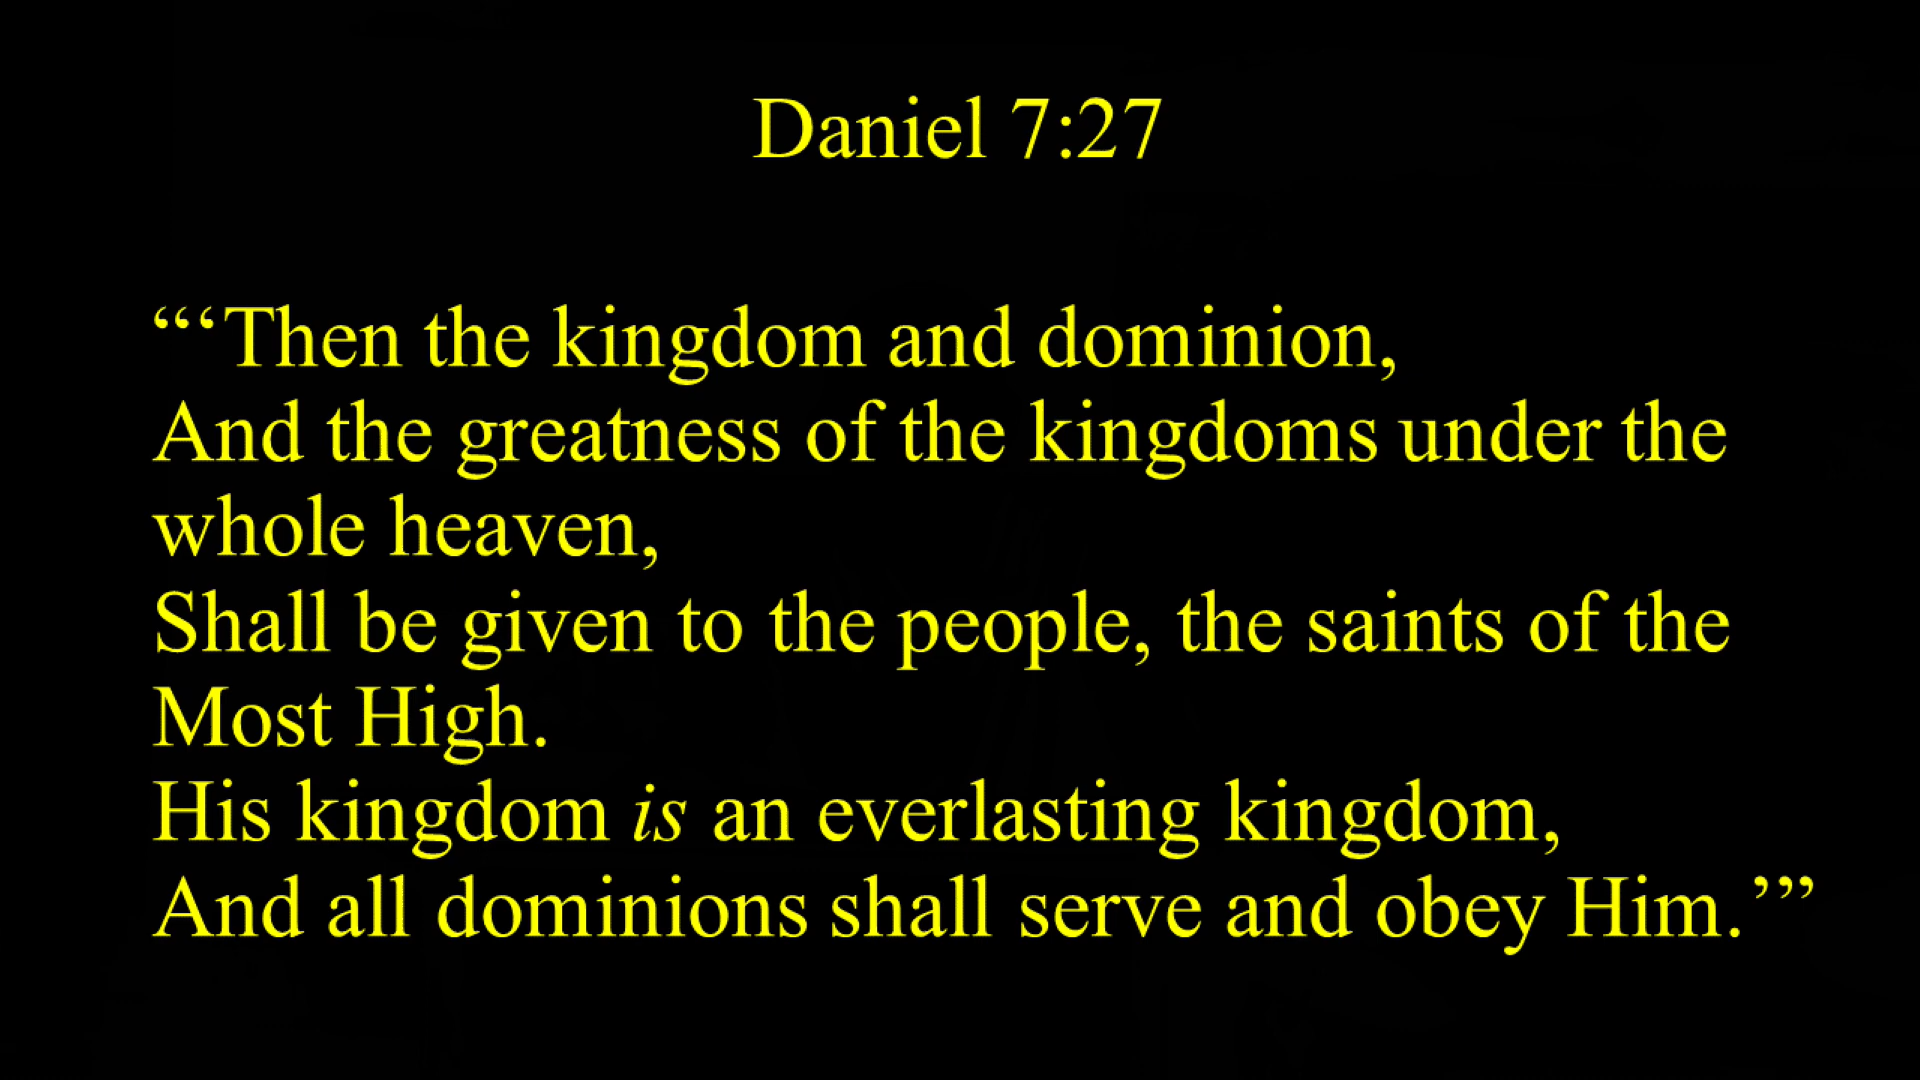 Daniel 7:27
“‘Then the kingdom and dominion,
And the greatness of the kingdoms under the
whole heaven,
Shall be given to the people, the saints of the
Most High.
His kingdom is an everlasting kingdom,
And all dominions shall serve and obey Him.’”